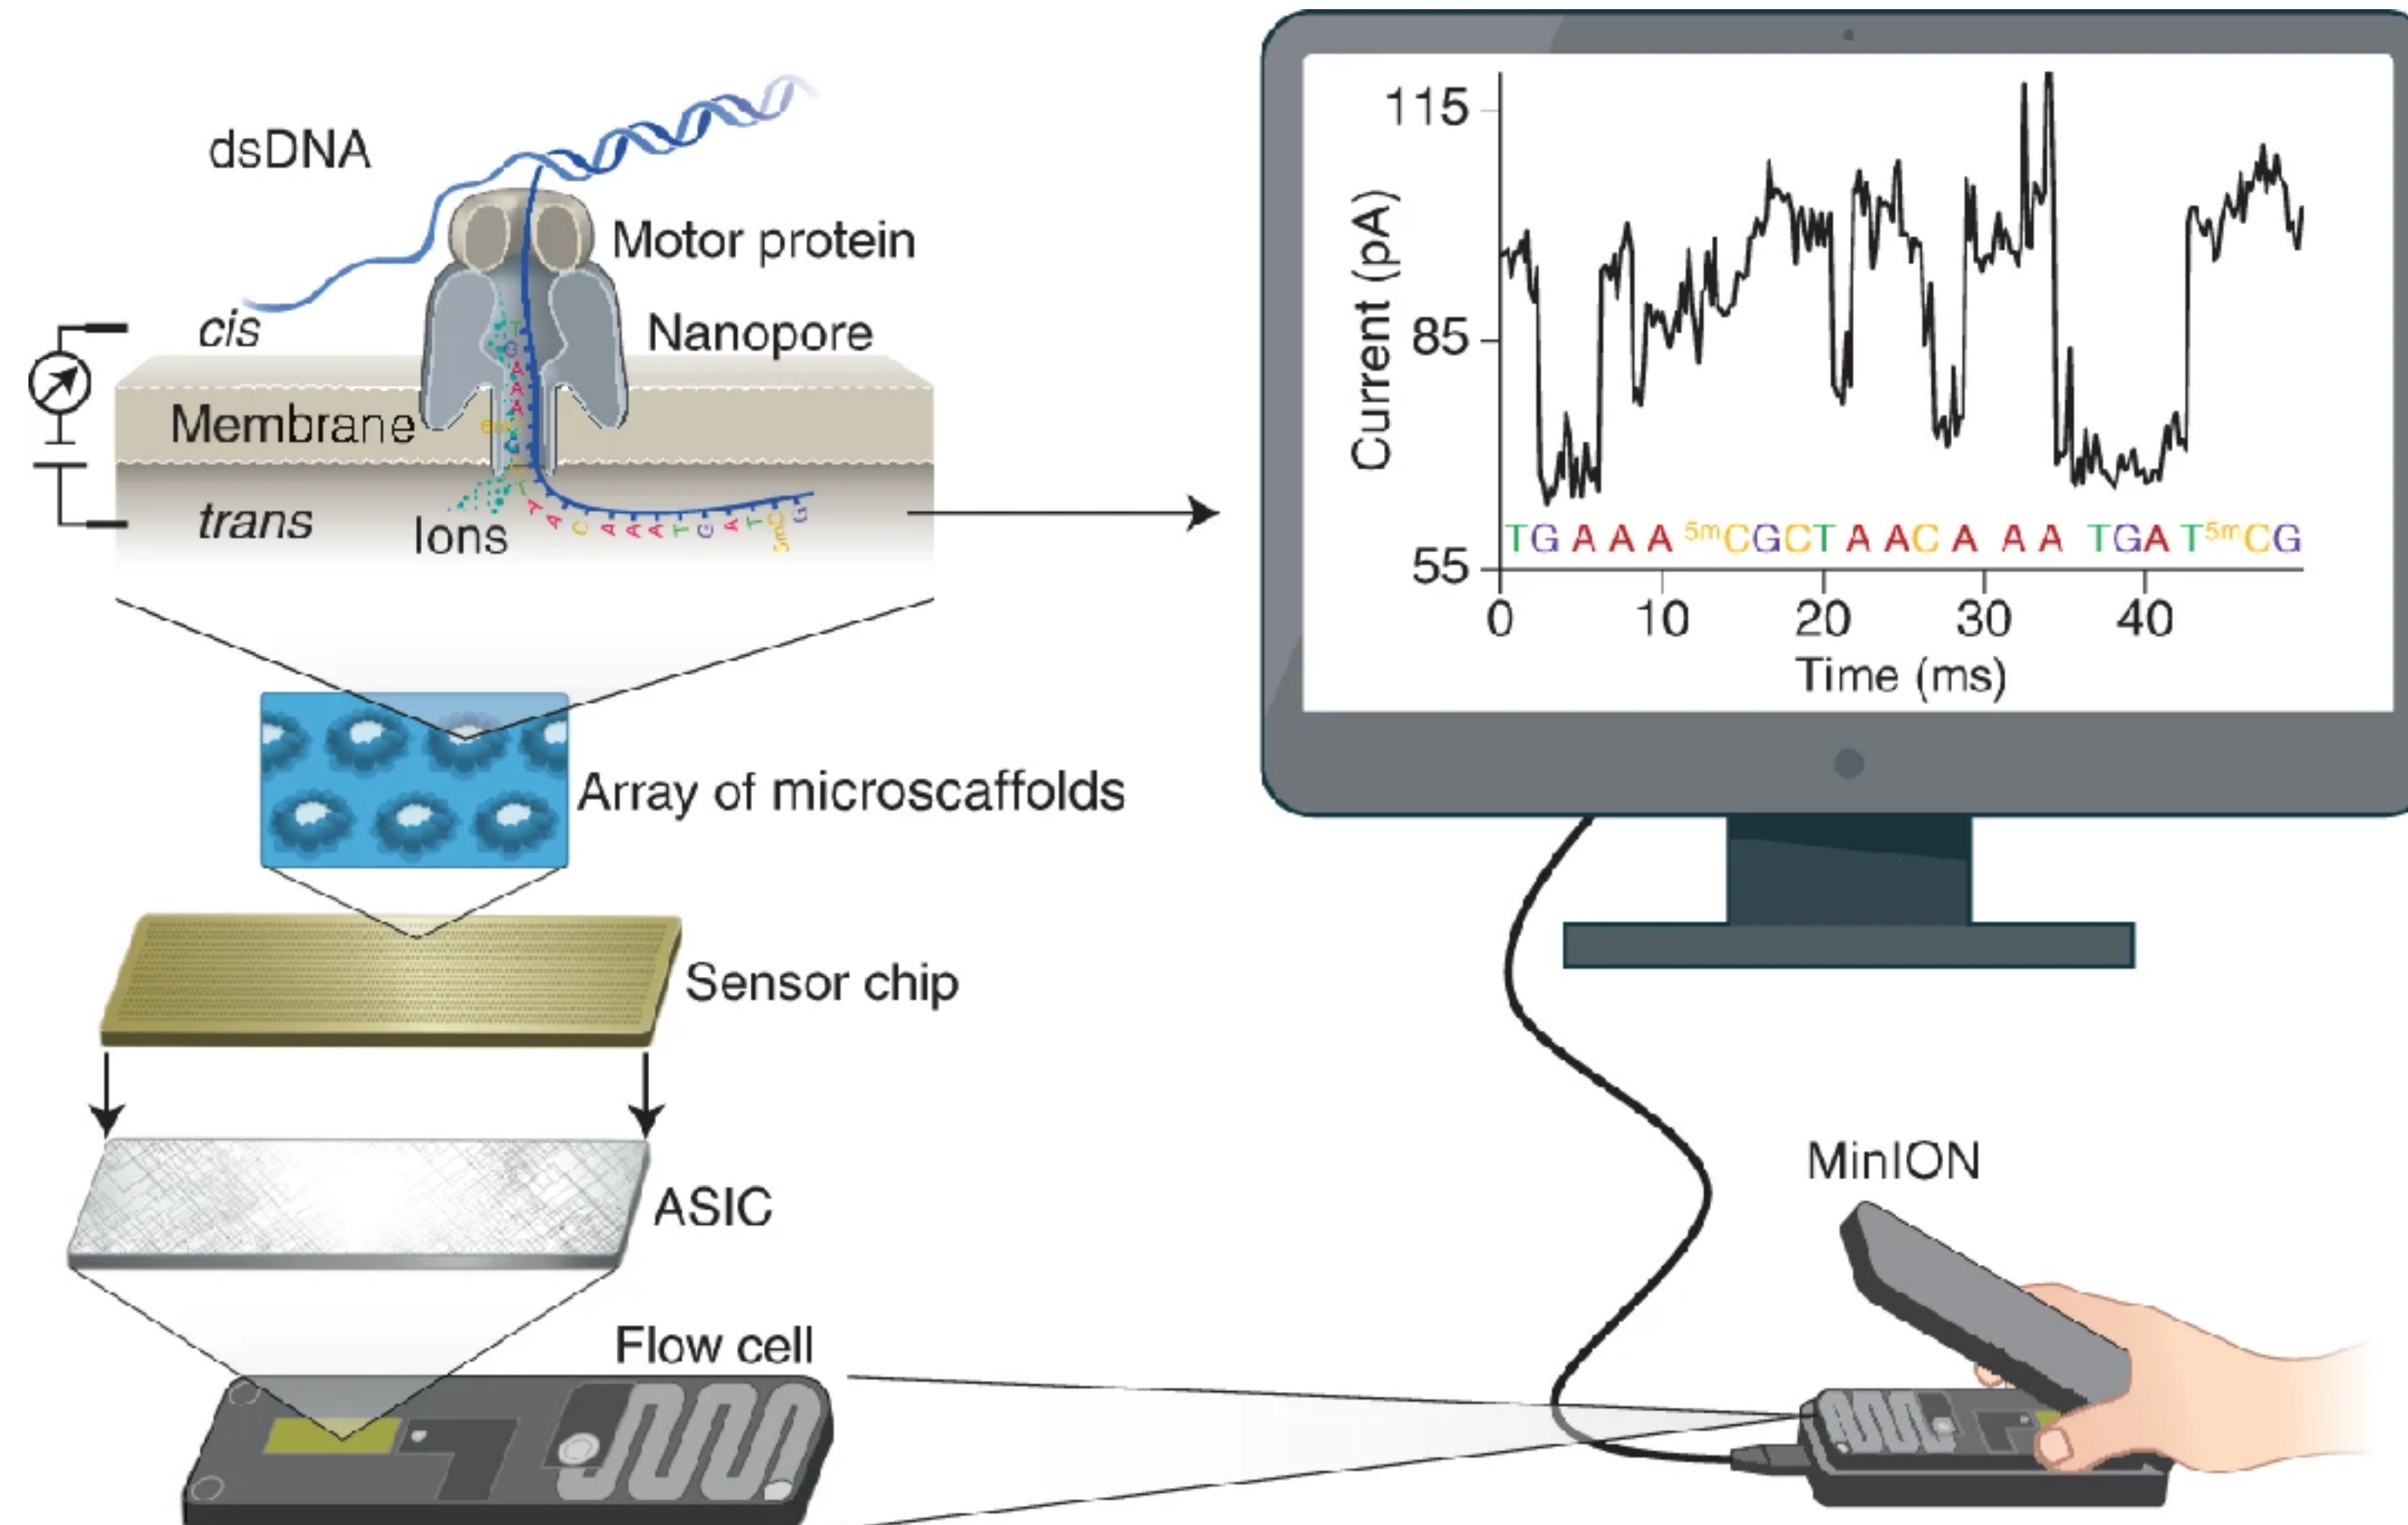 dsDNA
Motor protein
cis
Nanopore
Membrane
trans
Ions
T
G
A
A
A
T
A
A
C
A
A
A
T
G
A
T
5mC
G
Array of microscaffolds
Sensor chip
ASIC
Flow cell
115
85
55
Current (pA)
TG A A A 5mCGCT A AC A A A TGA T5mCG
0 10 20 30 40
Time (ms)
MinION